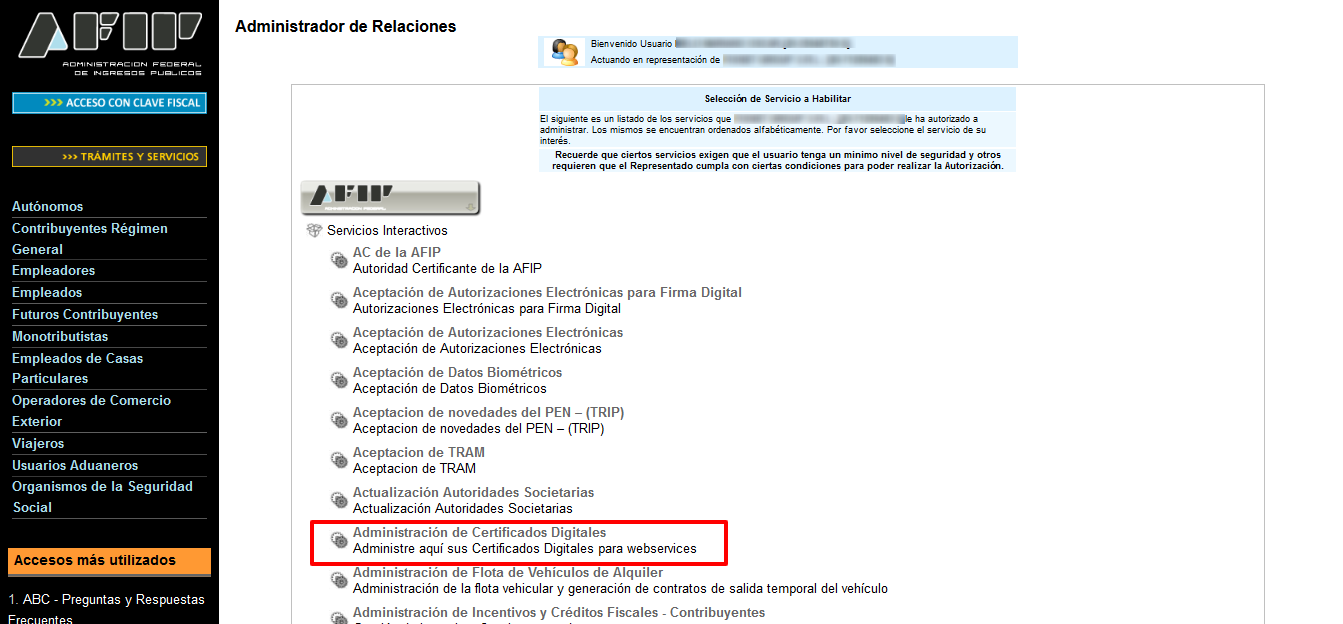 AFIP
ADMINISTRACION FEDERAL
DE INGRESOS PUBLICOS
>>> ACCESO CON CLAVE FISCAL
>>> TRÁMITES Y SERVICIOS
Autónomos
Contribuyentes Régimen
General
Empleadores
Empleados
Futuros Contribuyentes
Monotributistas
Empleados de Casas
Particulares
Operadores de Comercio
Exterior
Viajeros
Usuarios Aduaneros
Organismos de la Seguridad
Social
Accesos más utilizados
1. ABC - Preguntas y Respuestas
Frecuentes
Administrador de Relaciones
Bienvenido Usuario
Actuando en representación de
Selección de Servicio a Habilitar
El siguiente es un listado de los servicios que le ha autorizado a
administrar. Los mismos se encuentran ordenados alfabéticamente. Por favor seleccione el servicio de su
interés.
Recuerde que ciertos servicios exigen que el usuario tenga un mínimo nivel de seguridad y otros
requieren que el Representado cumpla con ciertas condiciones para poder realizar la Autorización.
AFIP
Servicios Interactivos
AC de la AFIP
Autoridad Certificante de la AFIP
Aceptación de Autorizaciones Electrónicas para Firma Digital
Autorizaciones Electrónicas para Firma Digital
Aceptación de Autorizaciones Electrónicas
Aceptación de Autorizaciones Electrónicas
Aceptación de Datos Biométricos
Aceptación de Datos Biométricos
Aceptacion de novedades del PEN – (TRIP)
Aceptacion de novedades del PEN – (TRIP)
Aceptacion de TRAM
Aceptacion de TRAM
Actualización Autoridades Societarias
Actualización Autoridades Societarias
Administración de Certificados Digitales
Administre aquí sus Certificados Digitales para webservices
Administración de Flota de Vehículos de Alquiler
Administración de la flota vehicular y generación de contratos de salida temporal del vehículo
Administración de Incentivos y Créditos Fiscales - Contribuyentes